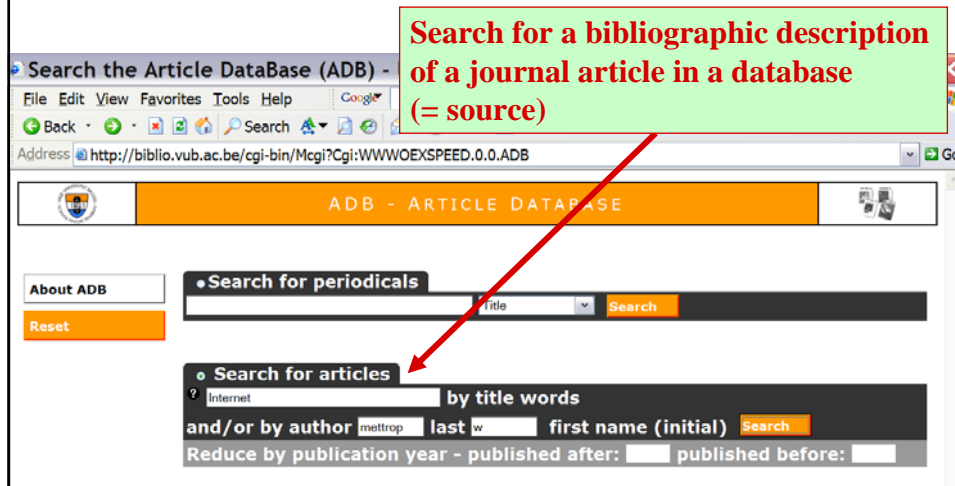 Search for a bibliographic description
of a journal article in a database
(= source)
Search the Article DataBase (ADB) -
File Edit View Favorites Tools Help Google
Back Search
Address http://biblio.vub.ac.be/cgi-bin/Mcgi?Cgi:WWWOEXSPEED.0.0.ADB Go
ADB - ARTICLE DATABASE
About ADB
Reset
Search for periodicals
Title Search
Search for articles
? Internet by title words
and/or by author mettrop last w first name (initial) Search
Reduce by publication year - published after: published before: